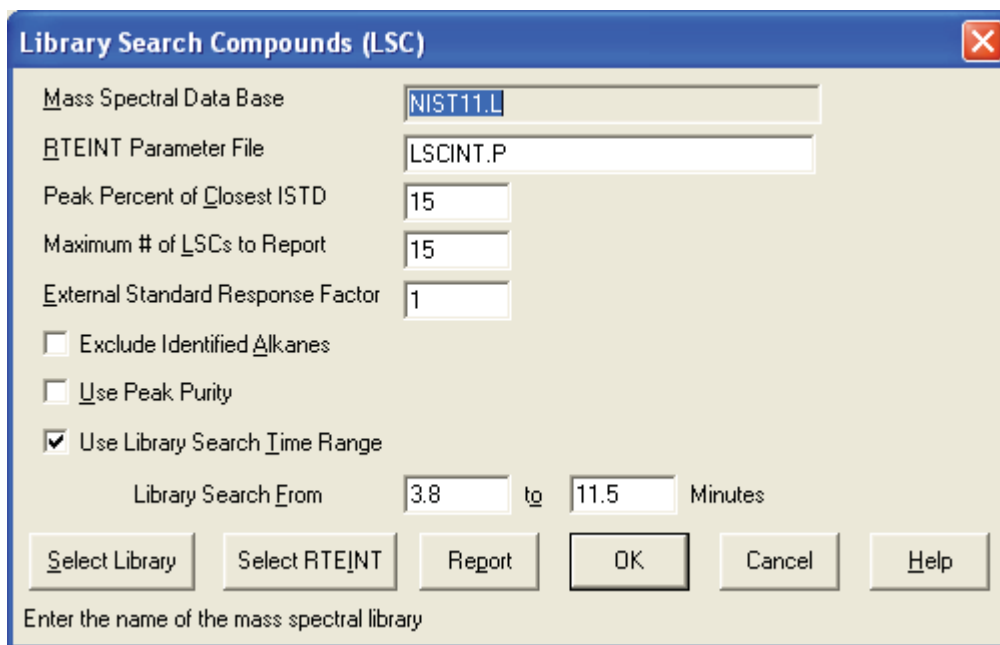 Library Search Compounds (LSC)
Mass Spectral Data Base NIST11.L
RTEINT Parameter File LSCINT.P
Peak Percent of Closest ISTD 15
Maximum # of LSCs to Report 15
External Standard Response Factor 1
Exclude Identified Alkanes
Use Peak Purity
Use Library Search Time Range
Library Search From 3.8 to 11.5 Minutes
Select Library Select RTEINT Report OK Cancel Help
Enter the name of the mass spectral library